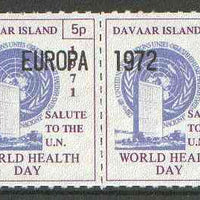 DAVAAR ISLAND 5p DAVAAR ISLAND
EUROPA 1972
1971
SALUTE SALUTE
TO THE TO THE
U.N. U.N.
WORLD HEALTH WORLD HEALTH
DAY DAY